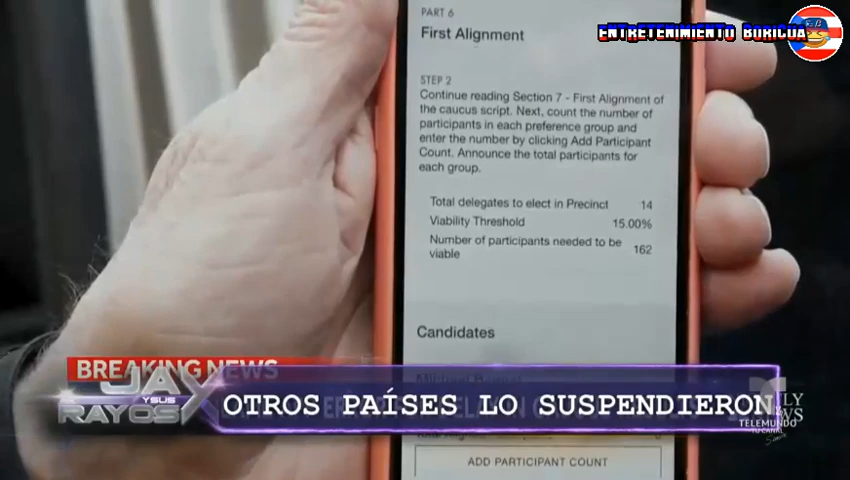 PART 6
ENTRETENIMIENTO BORICUA
First Alignment
STEP 2
Continue reading Section 7 - First Alignment of
the caucus script. Next, count the number of
participants in each preference group and
enter the number by clicking Add Participant
Count. Announce the total participants for
each group.
Total delegates to elect in Precinct 14
Viability Threshold 15.00%
Number of participants needed to be
viable 162
Candidates
BREAKING NEWS
JAY
Y SUS
RAYOS X
OTROS PAÍSES LO SUSPENDIERON
TELEMUNDO
TU CANAL
ADD PARTICIPANT COUNT